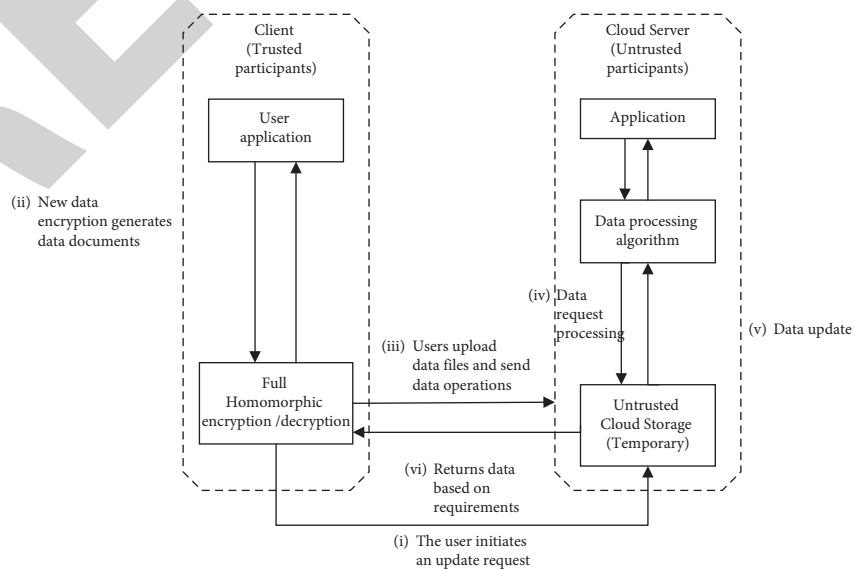 Client
(Trusted
participants)
Cloud Server
(Untrusted
participants)
User
application
Application
(ii) New data
encryption generates
data documents
Data processing
algorithm
(iv) Data
request
processing
(v) Data update
(iii) Users upload
data files and send
data operations
Full
Homomorphic
encryption /decryption
Untrusted
Cloud Storage
(Temporary)
(vi) Returns data
based on
requirements
(i) The user initiates
an update request